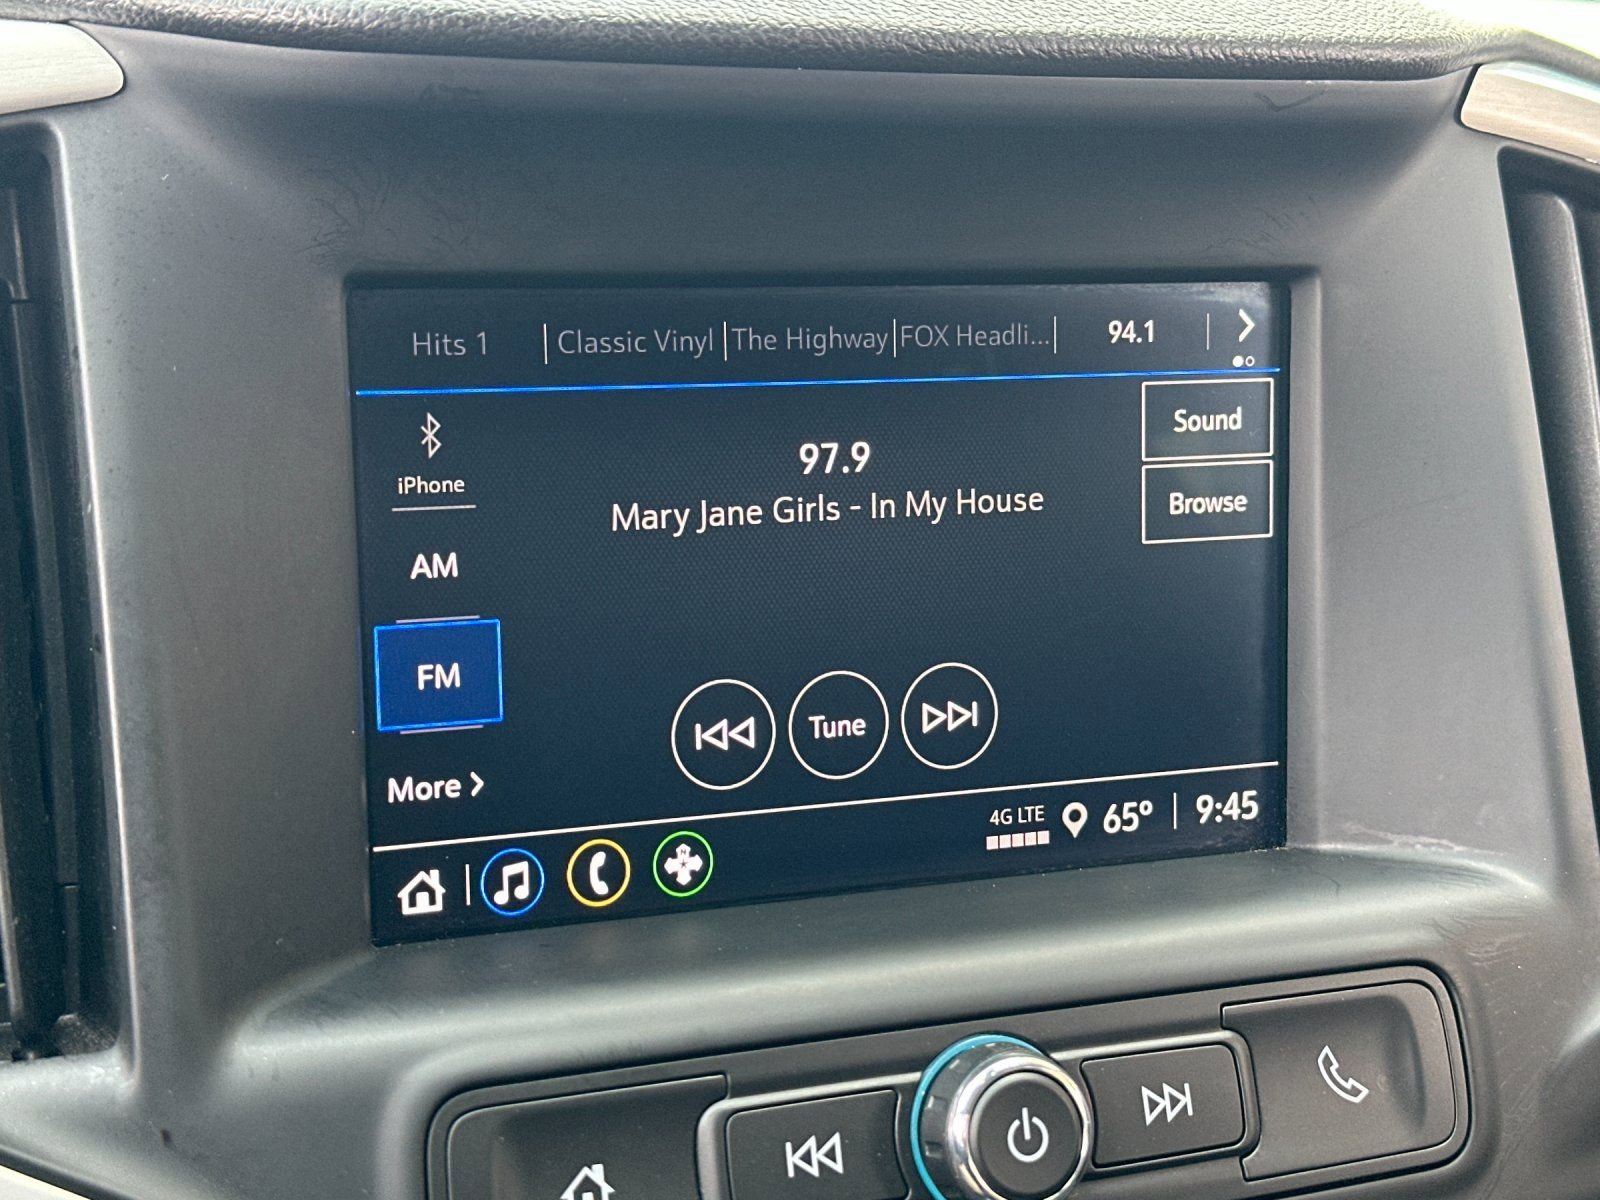 Hits 1 Classic Vinyl The Highway FOX Headli... 94.1
iPhone
97.9
Mary Jane Girls - In My House
Sound
Browse
AM
FM
Tune
More
4G LTE 65° 9:45
N